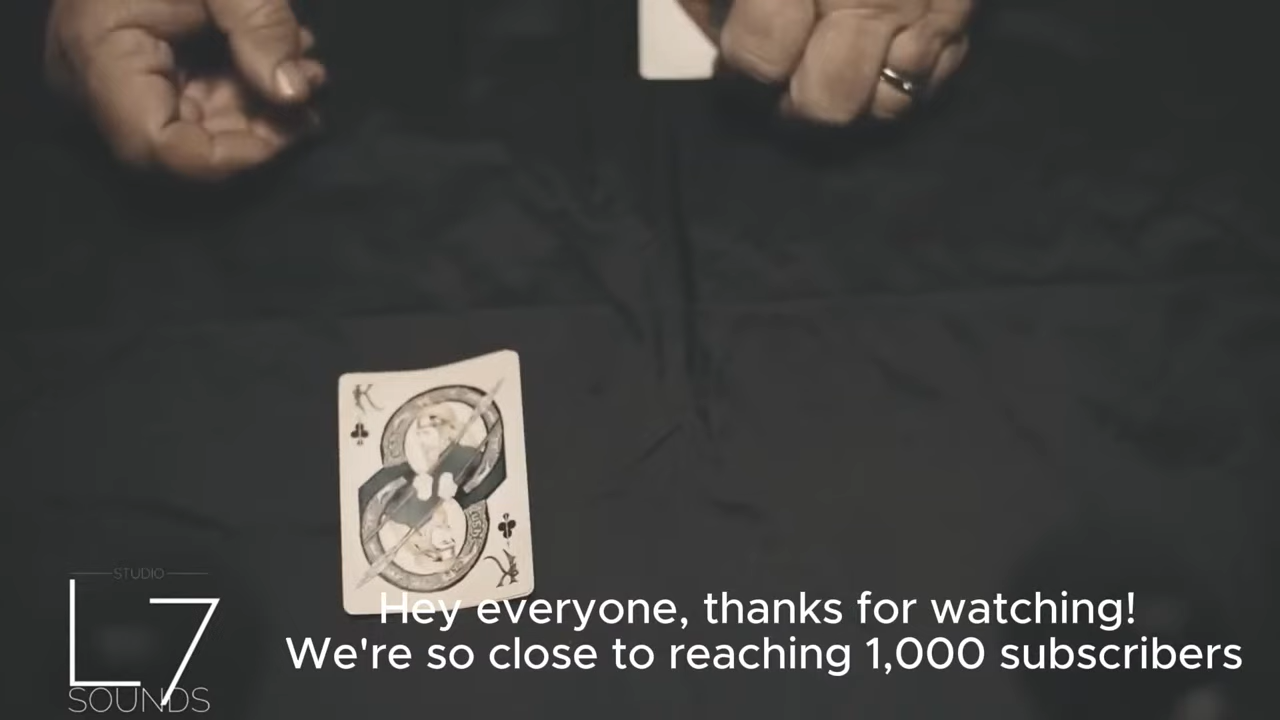 K
K
STUDIO
L7
SOUNDS
Hey everyone, thanks for watching!
We're so close to reaching 1,000 subscribers